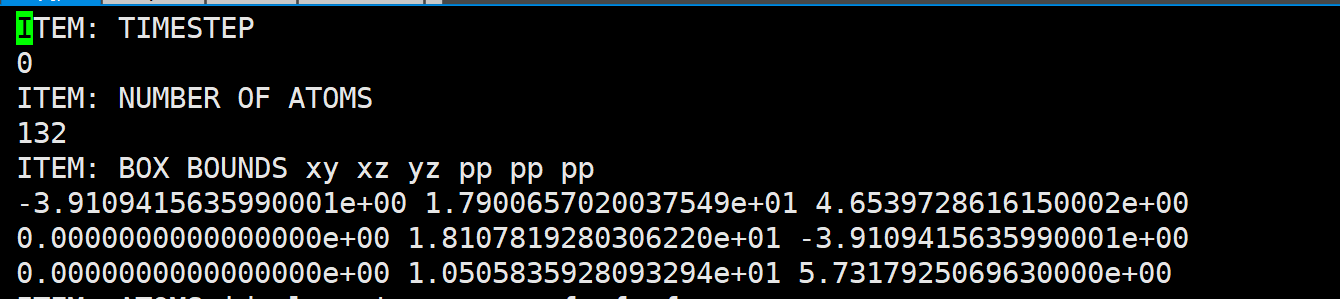 ITEM: TIMESTEP
0
ITEM: NUMBER OF ATOMS
132
ITEM: BOX BOUNDS xy xz yz pp pp pp
-3.9109415635990001e+00 1.7900657020037549e+01 4.6539728616150002e+00
0.0000000000000000e+00 1.8107819280306220e+01 -3.9109415635990001e+00
0.0000000000000000e+00 1.0505835928093294e+01 5.7317925069630000e+00